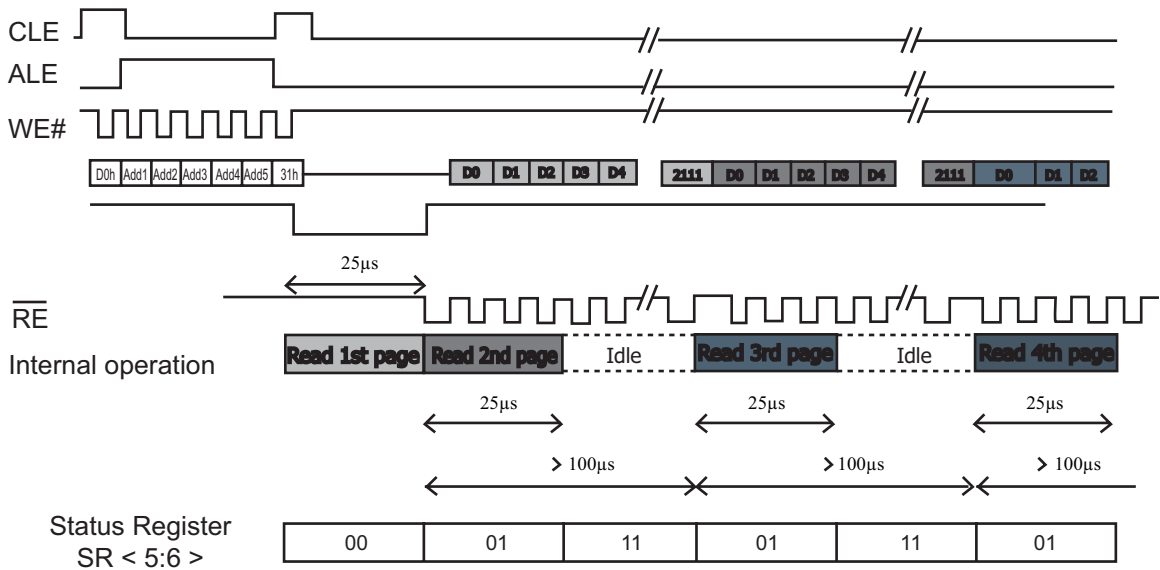 CLE
ALE
WE#
D0h Add1 Add2 Add3 Add4 Add5 31h D0 D1 D2 D3 D4 2111 D0 D1 D2 D3 D4 2111 D0 D1 D2
25µs
RE
Internal operation Read 1st page Read 2nd page Idle Read 3rd page Idle Read 4th page
25µs 25µs 25µs
> 100µs > 100µs > 100µs
Status Register
SR < 5:6 >
00 01 11 01 11 01